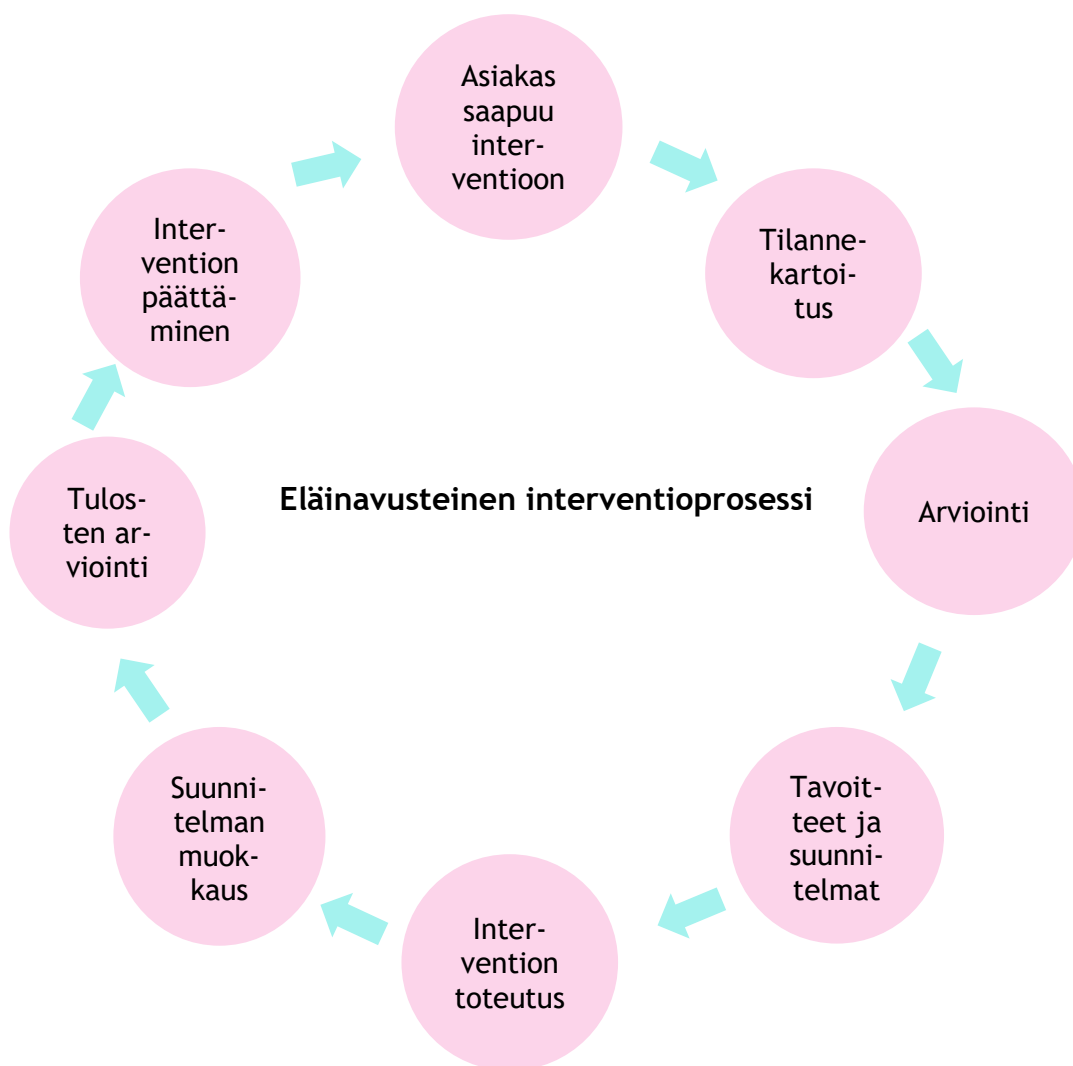 Asiakas
saapuu
inter-
ventioon
Tilanne-
kartoi-
tus
Arviointi
Tavoit-
teet ja
suunni-
telmat
Inter-
vention
toteutus
Suunni-
telman
muok-
kaus
Tulos-
ten ar-
viointi
Inter-
vention
päättä-
minen
Eläinavusteinen interventioprosessi